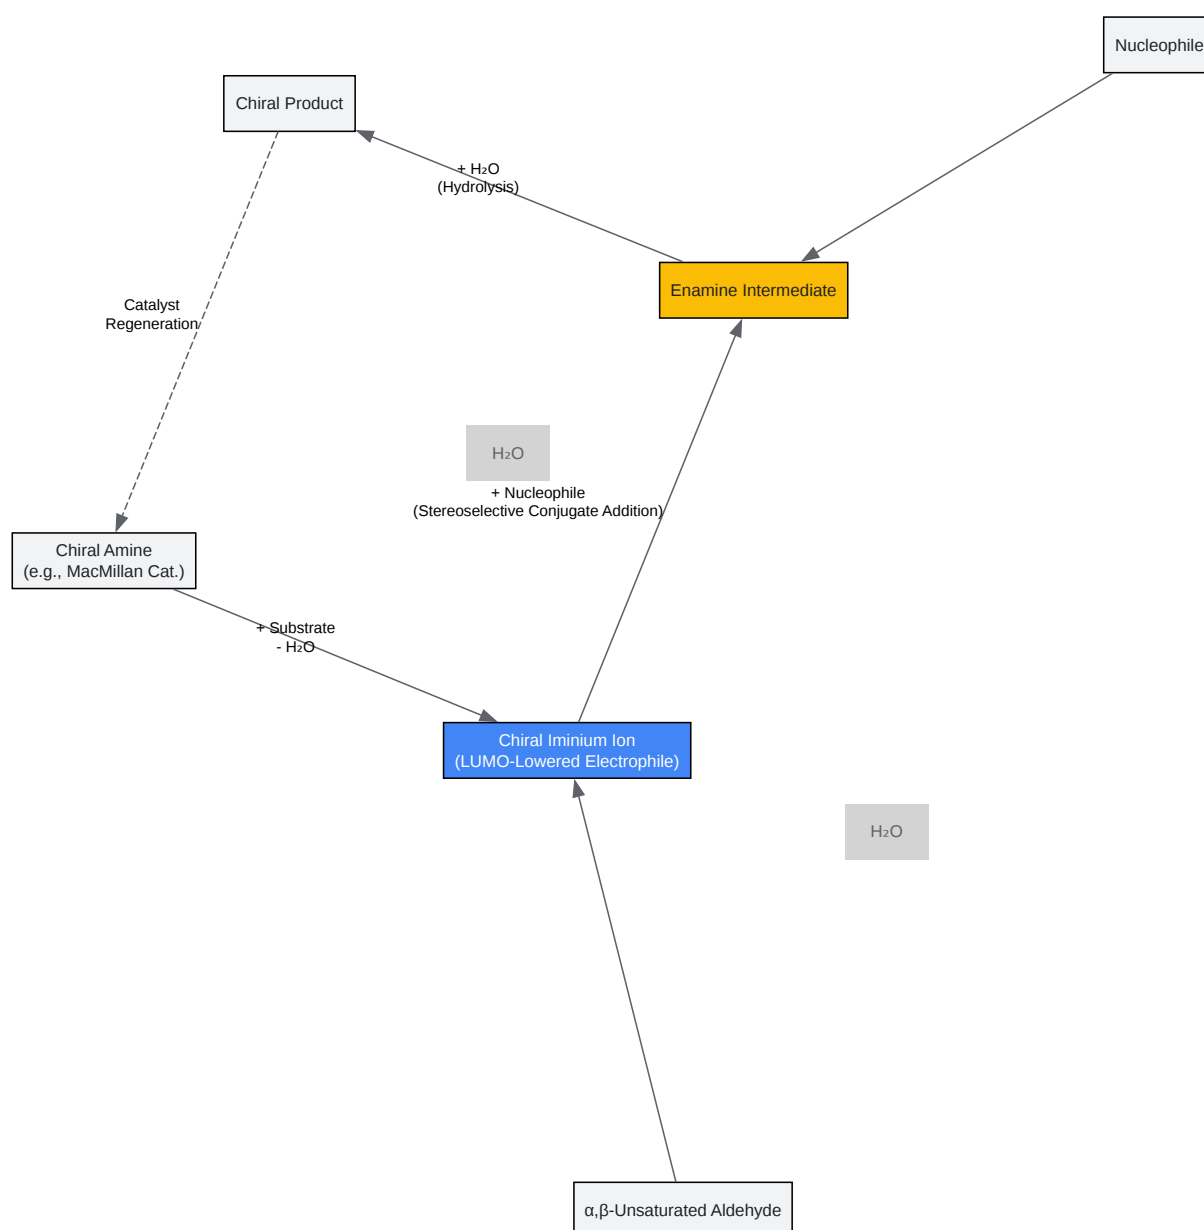 Nucleophile
Chiral Product
+ H₂O
(Hydrolysis)
Enamine Intermediate
Catalyst
Regeneration
H₂O
+ Nucleophile
(Stereoselective Conjugate Addition)
Chiral Amine
(e.g., MacMillan Cat.)
+ Substrate
- H₂O
Chiral Iminium Ion
(LUMO-Lowered Electrophile)
H₂O
α,β-Unsaturated Aldehyde